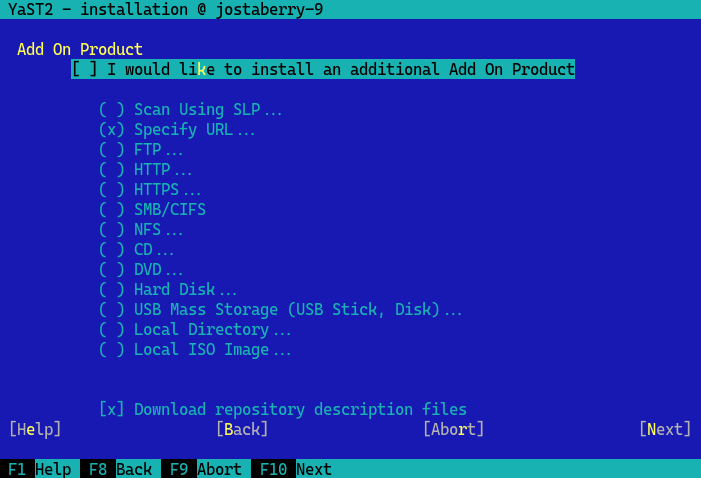 YaST2 - installation @ jostaberry-9
Add On Product
[ ] I would like to install an additional Add On Product
( ) Scan Using SLP...
(x) Specify URL...
( ) FTP...
( ) HTTP...
( ) HTTPS...
( ) SMB/CIFS
( ) NFS...
( ) CD...
( ) DVD...
( ) Hard Disk...
( ) USB Mass Storage (USB Stick, Disk)...
( ) Local Directory...
( ) Local ISO Image...
[x] Download repository description files
[Help] [Back] [Abort] [Next]
F1 Help F8 Back F9 Abort F10 Next